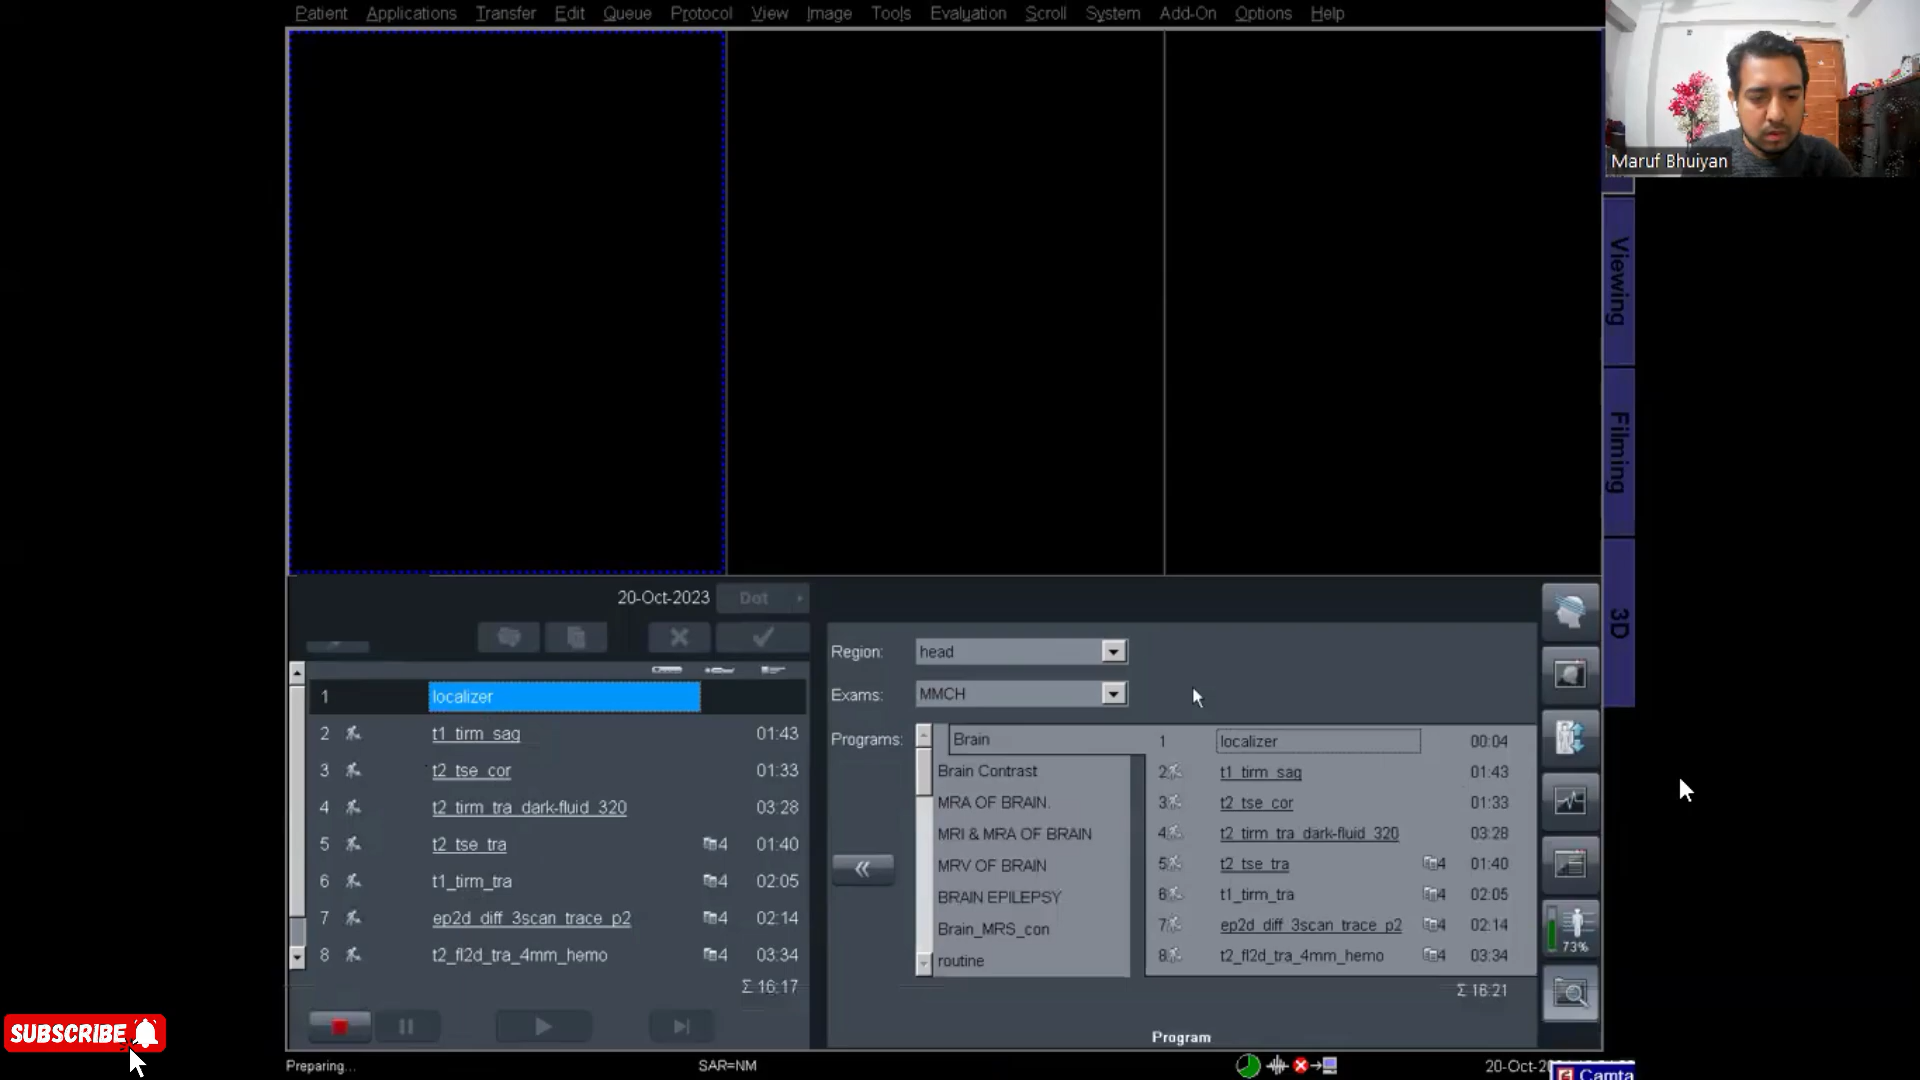 Patient Applications Transfer Edit Queue Protocol View Image Tools Evaluation Scroll System Add-On Options Help
Maruf Bhuiyan
Viewing
Filming
3D
20-Oct-2023 Dot
1 localizer
2 t1_tirm_sag 01:43
3 t2_tse_cor 01:33
4 t2_tirm_tra_dark-fluid_320 03:28
5 t2_tse_tra 4 01:40
6 t1_tirm_tra 4 02:05
7 ep2d_diff_3scan_trace_p2 4 02:14
8 t2_fl2d_tra_4mm_hemo 4 03:34
Σ 16:17
Region: head
Exams: MMCH
Programs:
Brain
Brain Contrast
MRA OF BRAIN.
MRI & MRA OF BRAIN
MRV OF BRAIN
BRAIN EPILEPSY
Brain_MRS_con
routine
1 localizer 00:04
2 t1_tirm_sag 01:43
3 t2_tse_cor 01:33
4 t2_tirm_tra_dark-fluid_320 03:28
5 t2_tse_tra 4 01:40
6 t1_tirm_tra 4 02:05
7 ep2d_diff_3scan_trace_p2 4 02:14
8 t2_fl2d_tra_4mm_hemo 4 03:34
Σ 16:21
73%
Program
SUBSCRIBE
Preparing... SAR=NM
Camta